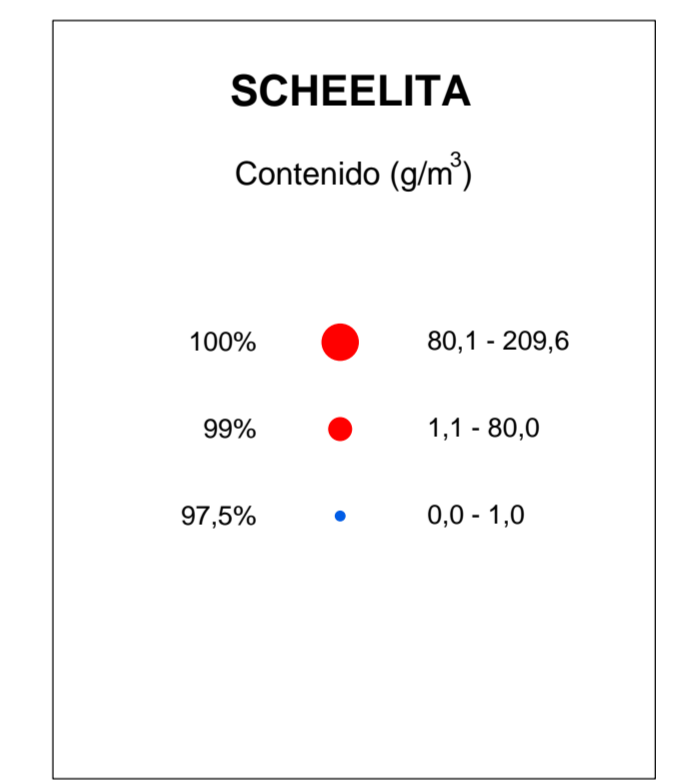 SCHEELITA
Contenido (g/m³)
100% 80,1 - 209,6
99% 1,1 - 80,0
97,5% 0,0 - 1,0